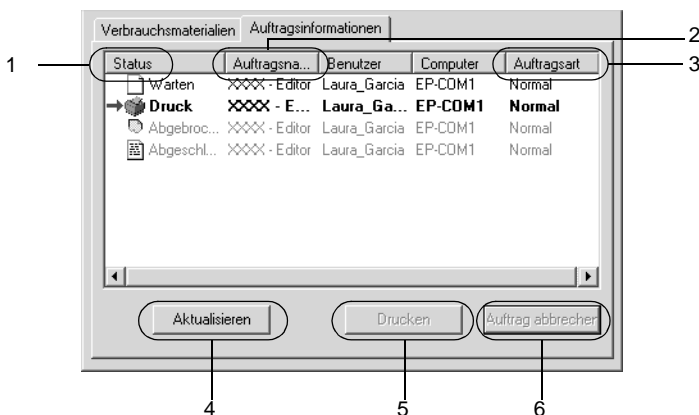 Verbrauchsmaterialien Auftragsinformationen
2
1 Status Auftragsna... Benutzer Computer Auftragsart 3
Warten XXXX - Editor Laura_Garcia EP-COM1 Normal
Druck XXXX - E... Laura_Ga... EP-COM1 Normal
Abgebroc... XXXX - Editor Laura_Garcia EP-COM1 Normal
Abgeschl... XXXX - Editor Laura_Garcia EP-COM1 Normal
Aktualisieren Drucken Auftrag abbrechen
4 5 6